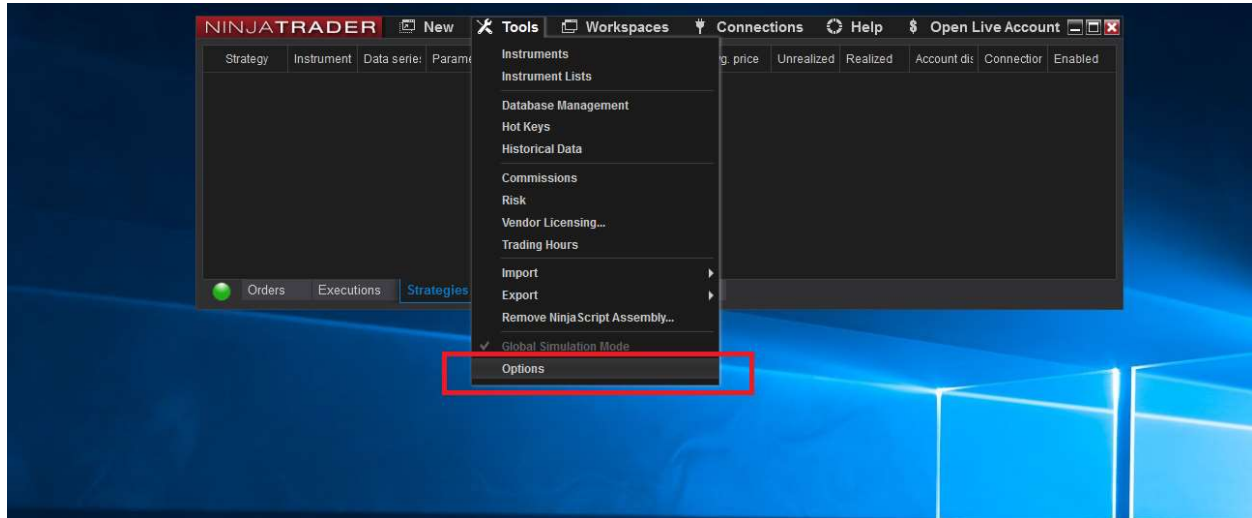 NINJATRADER New Tools Workspaces Connections Help $ Open Live Account
Strategy Instrument Data serie: Parame g. price Unrealized Realized Account dis Connectior Enabled
Instruments
Instrument Lists
Database Management
Hot Keys
Historical Data
Commissions
Risk
Vendor Licensing...
Trading Hours
Import
Export
Remove NinjaScript Assembly...
Global Simulation Mode
Options
Orders Executions Strategies